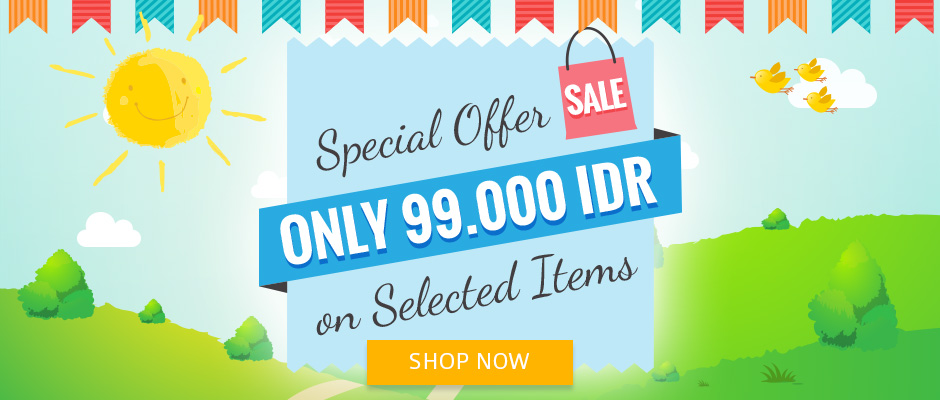 Special Offer
SALE
ONLY 99.000 IDR
on Selected Items
SHOP NOW